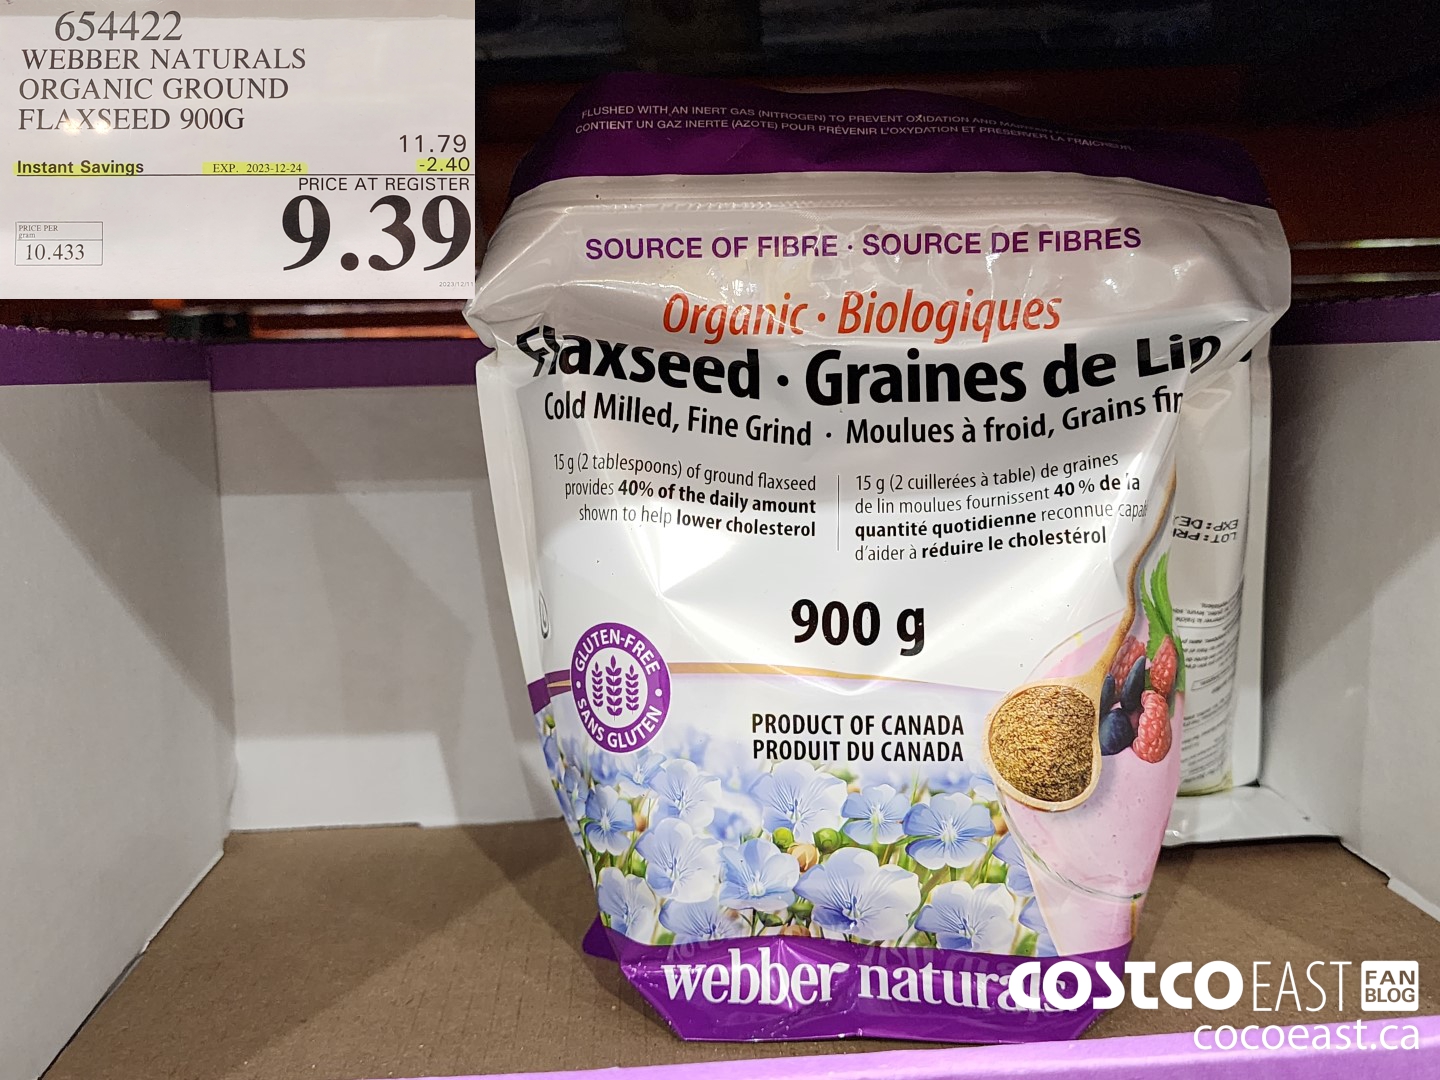 654422
WEBBER NATURALS
ORGANIC GROUND
FLAXSEED 900G
11.79
Instant Savings EXP. 2023-12-24 -2.40
PRICE AT REGISTER
9.39
PRICE PER
gram
10.433
2023/12/11
FLUSHED WITH AN INERT GAS (NITROGEN) TO PREVENT OXIDATION AND
CONTIENT UN GAZ INERTE (AZOTE) POUR PRÉVENIR L'OXYDATION ET PRÉSERVER LA FRAICHEUR
SOURCE OF FIBRE · SOURCE DE FIBRES
Organic · Biologiques
Flaxseed · Graines de Lin
Cold Milled, Fine Grind · Moulues à froid, Grains fin
15 g (2 tablespoons) of ground flaxseed
provides 40% of the daily amount
shown to help lower cholesterol
15 g (2 cuillerées à table) de graines
de lin moulues fournissent 40 % de la
quantité quotidienne reconnue
d'aider à réduire le cholestérol
900 g
GLUTEN-FREE
SANS GLUTEN
PRODUCT OF CANADA
PRODUIT DU CANADA
webber naturals
COSTCO EAST FAN BLOG
cocoeast.ca